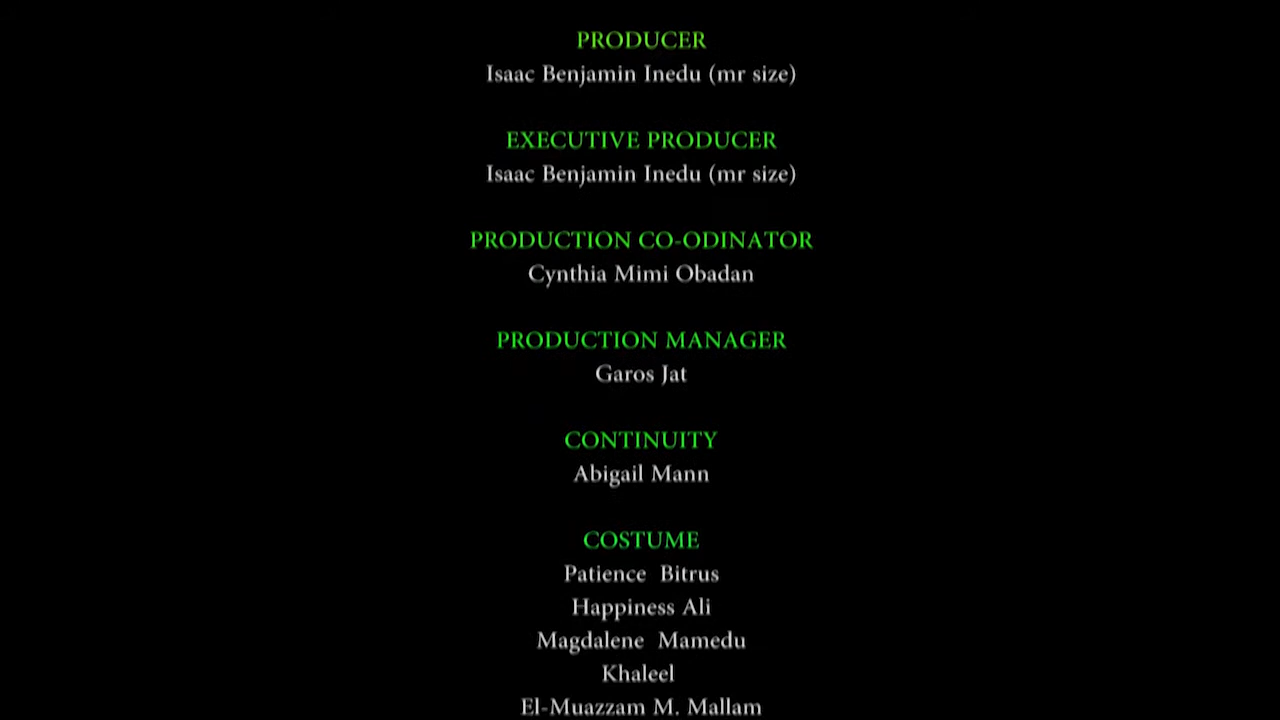 PRODUCER
Isaac Benjamin Inedu (mr size)
EXECUTIVE PRODUCER
Isaac Benjamin Inedu (mr size)
PRODUCTION CO-ODINATOR
Cynthia Mimi Obadan
PRODUCTION MANAGER
Garos Jat
CONTINUITY
Abigail Mann
COSTUME
Patience Bitrus
Happiness Ali
Magdalene Mamedu
Khaleel
El-Muazzam M. Mallam